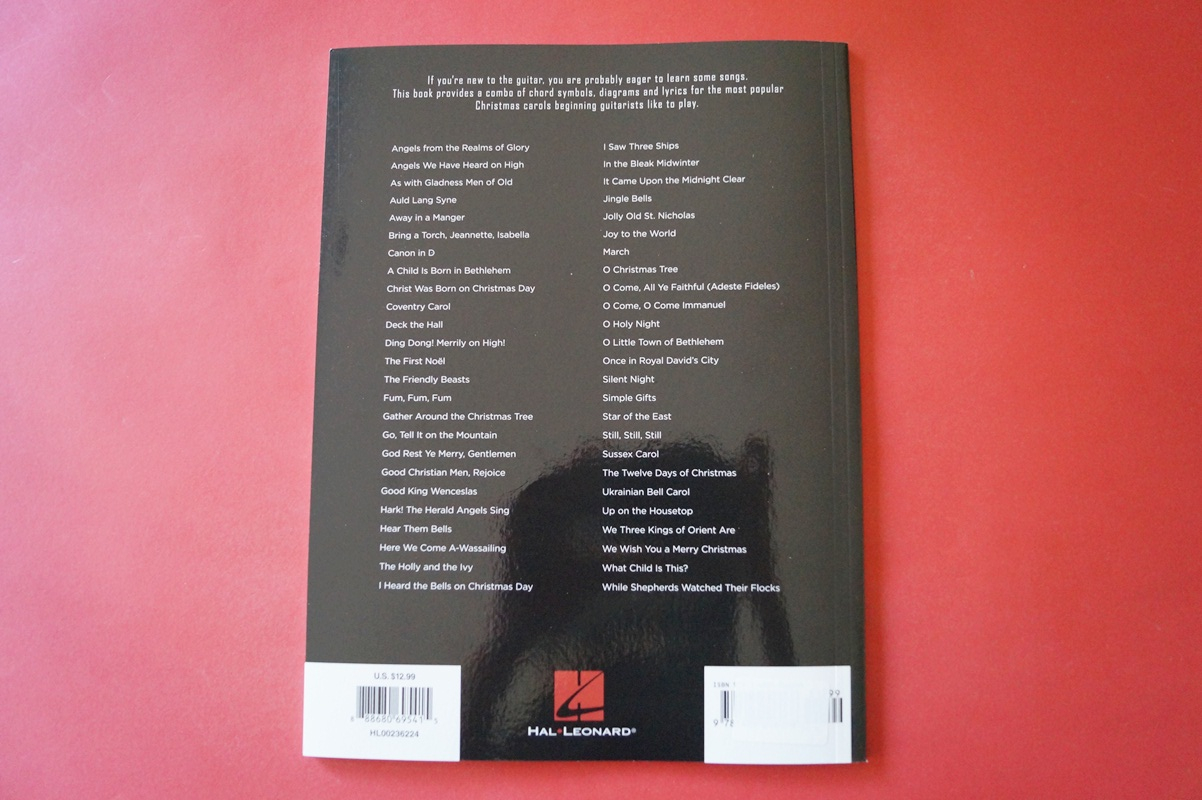 If you're new to the guitar, you are probably eager to learn some songs.
This book provides a combo of chord symbols, diagrams and lyrics for the most popular
Christmas carols beginning guitarists like to play.
Angels from the Realms of Glory
Angels We Have Heard on High
As with Gladness Men of Old
Auld Lang Syne
Away in a Manger
Bring a Torch, Jeannette, Isabella
Canon in D
A Child Is Born in Bethlehem
Christ Was Born on Christmas Day
Coventry Carol
Deck the Hall
Ding Dong! Merrily on High!
The First Noël
The Friendly Beasts
Fum, Fum, Fum
Gather Around the Christmas Tree
Go, Tell It on the Mountain
God Rest Ye Merry, Gentlemen
Good Christian Men, Rejoice
Good King Wenceslas
Hark! The Herald Angels Sing
Hear Them Bells
Here We Come A-Wassailing
The Holly and the Ivy
I Heard the Bells on Christmas Day
I Saw Three Ships
In the Bleak Midwinter
It Came Upon the Midnight Clear
Jingle Bells
Jolly Old St. Nicholas
Joy to the World
March
O Christmas Tree
O Come, All Ye Faithful (Adeste Fideles)
O Come, O Come Immanuel
O Holy Night
O Little Town of Bethlehem
Once in Royal David's City
Silent Night
Simple Gifts
Star of the East
Still, Still, Still
Sussex Carol
The Twelve Days of Christmas
Ukrainian Bell Carol
Up on the Housetop
We Three Kings of Orient Are
We Wish You a Merry Christmas
What Child Is This?
While Shepherds Watched Their Flocks
U.S. $12.99
8 88680 69541 5
HL00236224
HAL•LEONARD®
ISBN
99